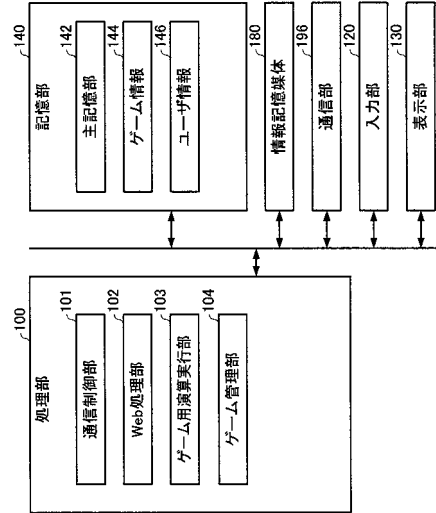 100
処理部
101
通信制御部
102
Web処理部
103
ゲーム用演算実行部
104
ゲーム管理部
140
記憶部
142
主記憶部
144
ゲーム情報
146
ユーザ情報
180
情報記憶媒体
196
通信部
120
入力部
130
表示部